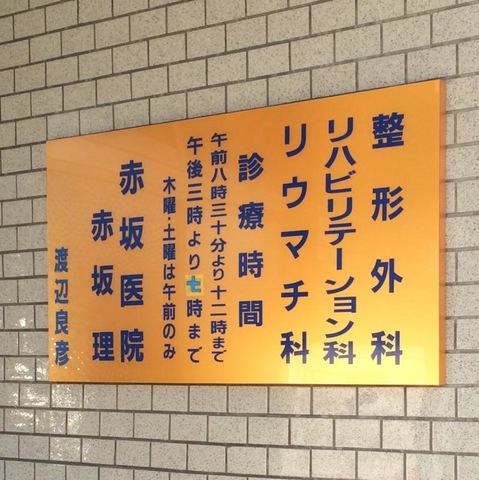 整形外科
リハビリテーション科
リウマチ科
診療時間
午前八時三十分より十二時まで
午後三時より七時まで
木曜・土曜は午前のみ
赤坂医院
赤坂理
渡辺良彦